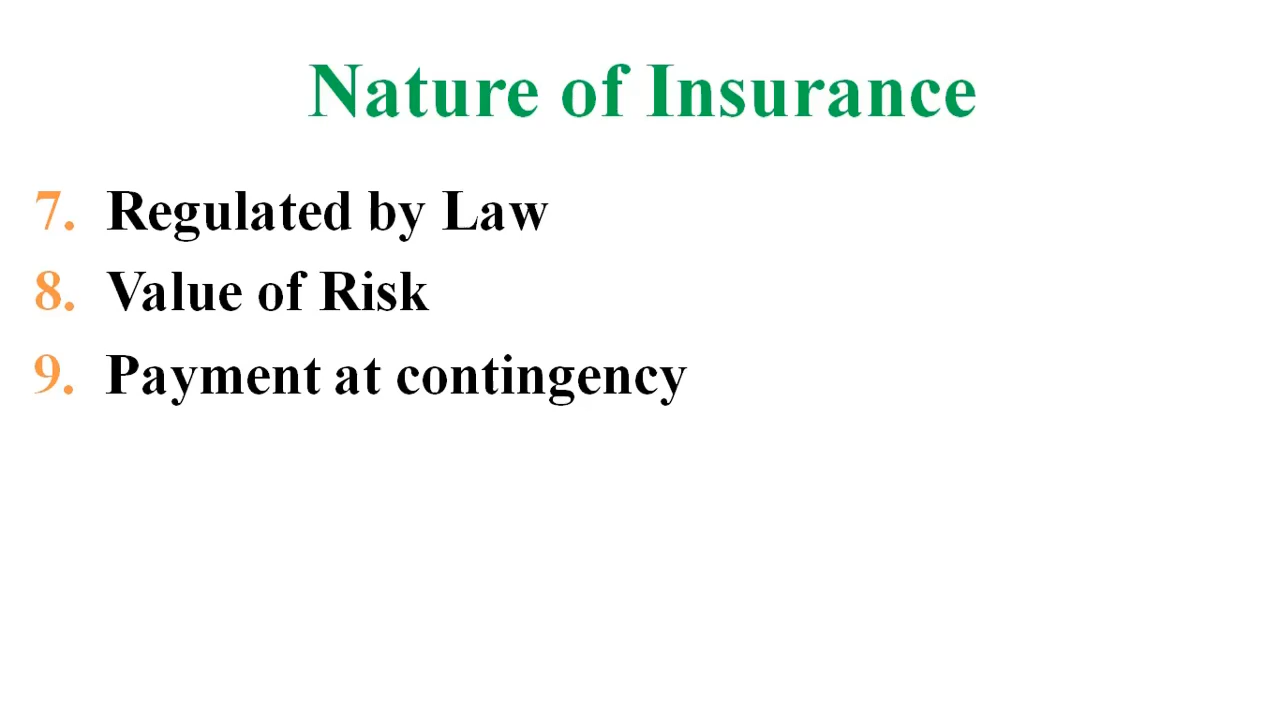 Nature of Insurance
7. Regulated by Law
8. Value of Risk
9. Payment at contingency